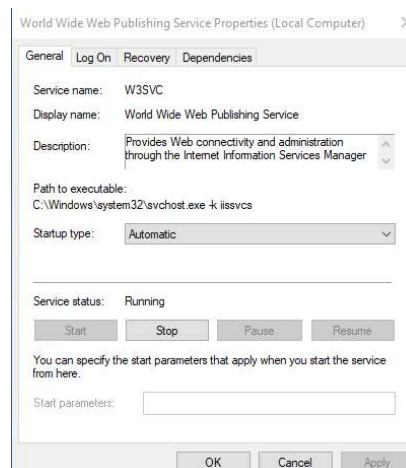 World Wide Web Publishing Service Properties (Local Computer)
General Log On Recovery Dependencies
Service name: W3SVC
Display name: World Wide Web Publishing Service
Description: Provides Web connectivity and administration
through the Internet Information Services Manager
Path to executable:
C:\Windows\system32\svchost.exe -k iissvcs
Startup type: Automatic
Service status: Running
Start Stop Pause Resume
You can specify the start parameters that apply when you start the service
from here.
Start parameters:
OK Cancel Apply